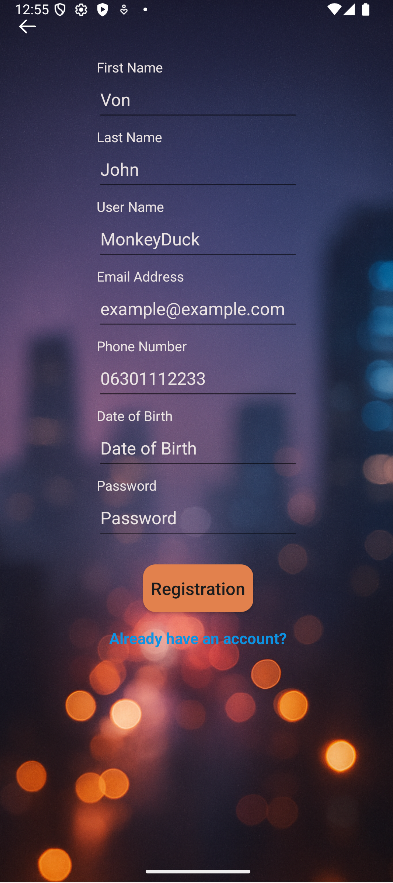 12:55
First Name
Von
Last Name
John
User Name
MonkeyDuck
Email Address
example@example.com
Phone Number
06301112233
Date of Birth
Date of Birth
Password
Password
Registration
Already have an account?